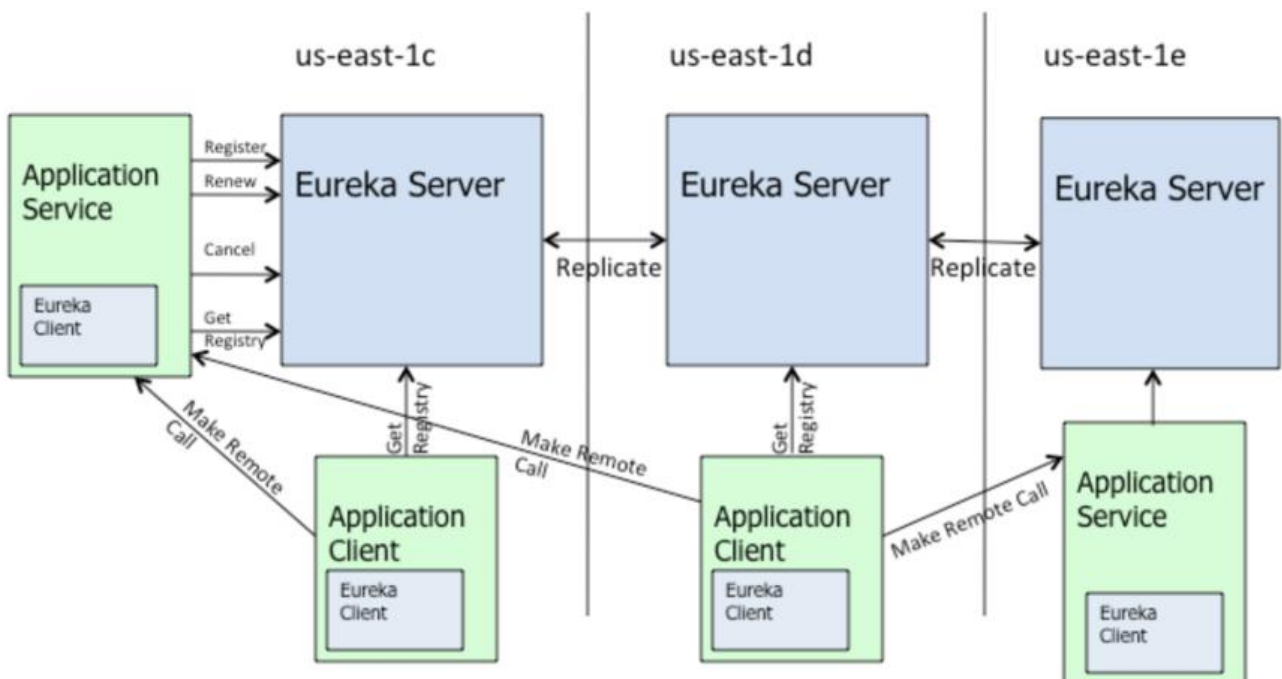 us-east-1c
us-east-1d
us-east-1e
Application
Service
Eureka
Client
Register
Renew
Cancel
Get
Registry
Eureka Server
Replicate
Eureka Server
Replicate
Eureka Server
Make Remote
Call
Get
Registry
Make Remote
Call
Get
Registry
Make Remote Call
Application
Client
Eureka
Client
Application
Client
Eureka
Client
Application
Service
Eureka
Client